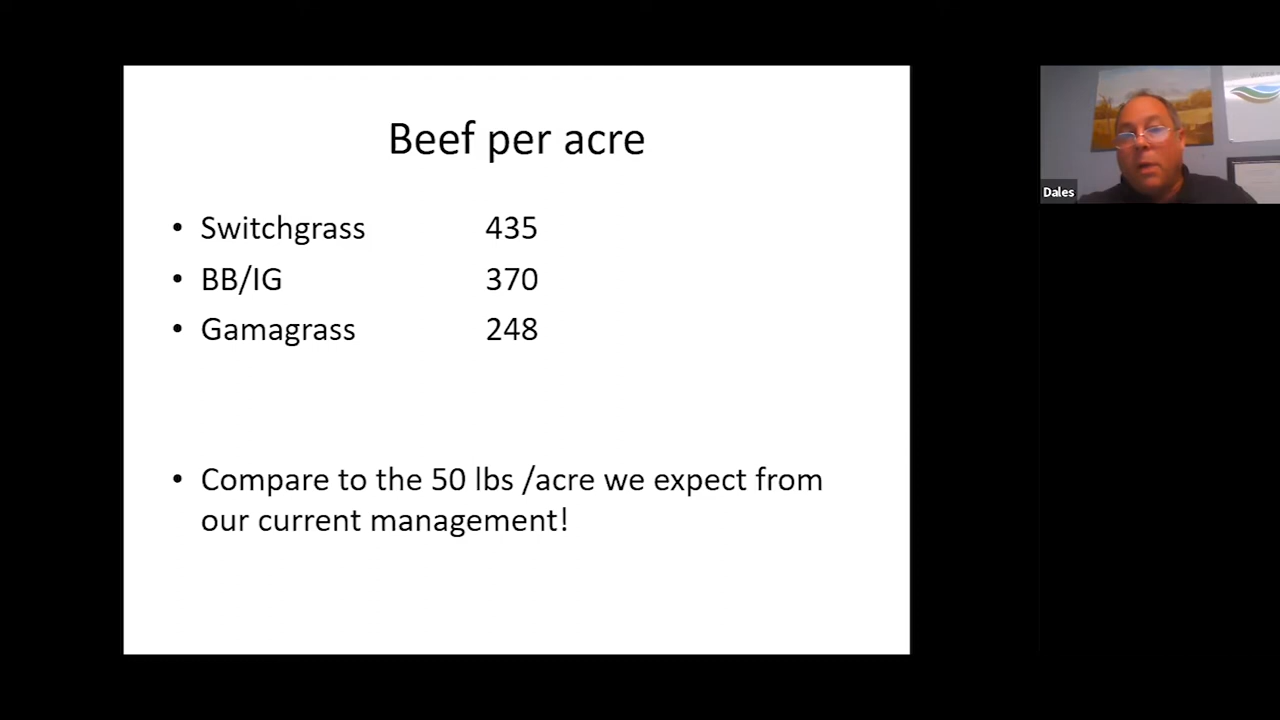 Beef per acre
• Switchgrass 435
• BB/IG 370
• Gamagrass 248
• Compare to the 50 lbs /acre we expect from
our current management!
Dales